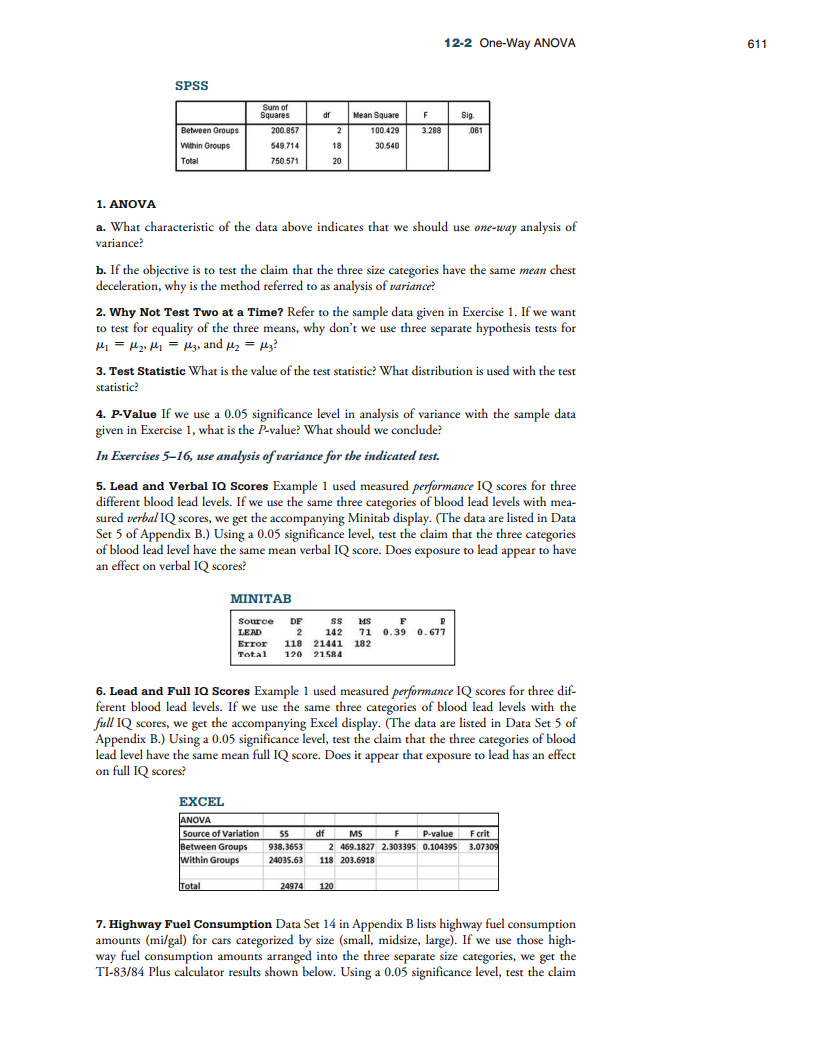 12-2 One-Way ANOVA 611
SPSS
Sum of Squares df Mean Square F Sig.
Between Groups 200.857 2 100.429 3.288 .061
Within Groups 549.714 18 30.540
Total 750.571 20
1. ANOVA
a. What characteristic of the data above indicates that we should use one-way analysis of
variance?
b. If the objective is to test the claim that the three size categories have the same mean chest
deceleration, why is the method referred to as analysis of variance?
2. Why Not Test Two at a Time? Refer to the sample data given in Exercise 1. If we want
to test for equality of the three means, why don't we use three separate hypothesis tests for
μ₁ = μ₂, μ₁ = μ₃, and μ₂ = μ₃?
3. Test Statistic What is the value of the test statistic? What distribution is used with the test
statistic?
4. P-Value If we use a 0.05 significance level in analysis of variance with the sample data
given in Exercise 1, what is the P-value? What should we conclude?
In Exercises 5–16, use analysis of variance for the indicated test.
5. Lead and Verbal IQ Scores Example 1 used measured performance IQ scores for three
different blood lead levels. If we use the same three categories of blood lead levels with mea-
sured verbal IQ scores, we get the accompanying Minitab display. (The data are listed in Data
Set 5 of Appendix B.) Using a 0.05 significance level, test the claim that the three categories
of blood lead level have the same mean verbal IQ score. Does exposure to lead appear to have
an effect on verbal IQ scores?
MINITAB
Source DF SS MS F P
LEAD 2 142 71 0.39 0.677
Error 118 21441 182
Total 120 21584
6. Lead and Full IQ Scores Example 1 used measured performance IQ scores for three dif-
ferent blood lead levels. If we use the same three categories of blood lead levels with the
full IQ scores, we get the accompanying Excel display. (The data are listed in Data Set 5 of
Appendix B.) Using a 0.05 significance level, test the claim that the three categories of blood
lead level have the same mean full IQ score. Does it appear that exposure to lead has an effect
on full IQ scores?
EXCEL
ANOVA
Source of Variation SS df MS F P-value F crit
Between Groups 938.3653 2 469.1827 2.303395 0.104395 3.07309
Within Groups 24035.63 118 203.6918
Total 24974 120
7. Highway Fuel Consumption Data Set 14 in Appendix B lists highway fuel consumption
amounts (mi/gal) for cars categorized by size (small, midsize, large). If we use those high-
way fuel consumption amounts arranged into the three separate size categories, we get the
TI-83/84 Plus calculator results shown below. Using a 0.05 significance level, test the claim